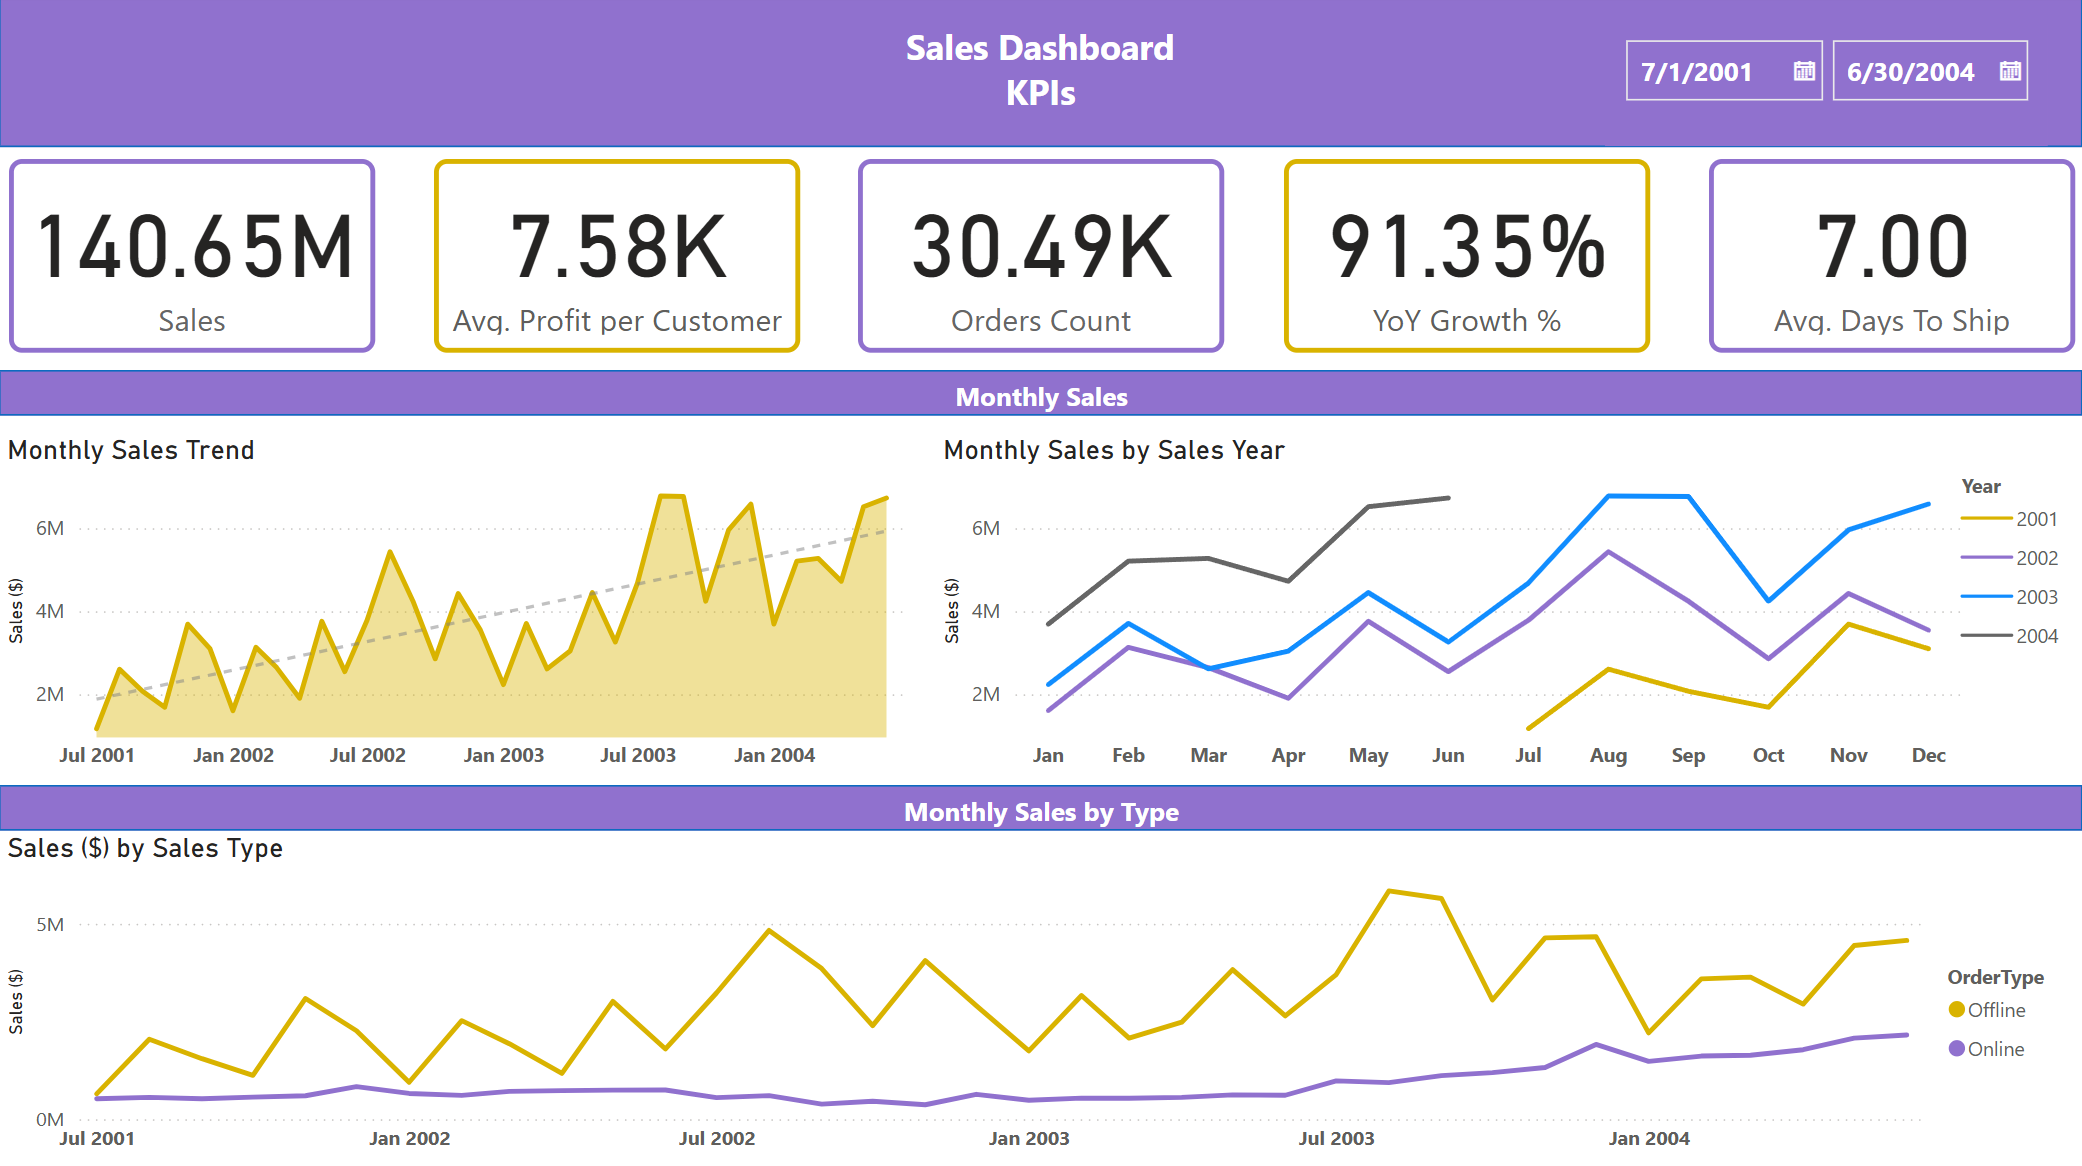 Sales Dashboard
KPIs
7/1/2001
6/30/2004
140.65M
Sales
7.58K
Avg. Profit per Customer
30.49K
Orders Count
91.35%
YoY Growth %
7.00
Avg. Days To Ship
Monthly Sales
Monthly Sales Trend
Sales ($)
6M
4M
2M
Jul 2001 Jan 2002 Jul 2002 Jan 2003 Jul 2003 Jan 2004
Monthly Sales by Sales Year
Sales ($)
6M
4M
2M
Jan Feb Mar Apr May Jun Jul Aug Sep Oct Nov Dec
Year
2001
2002
2003
2004
Monthly Sales by Type
Sales ($) by Sales Type
Sales ($)
5M
0M
Jul 2001 Jan 2002 Jul 2002 Jan 2003 Jul 2003 Jan 2004
OrderType
Offline
Online